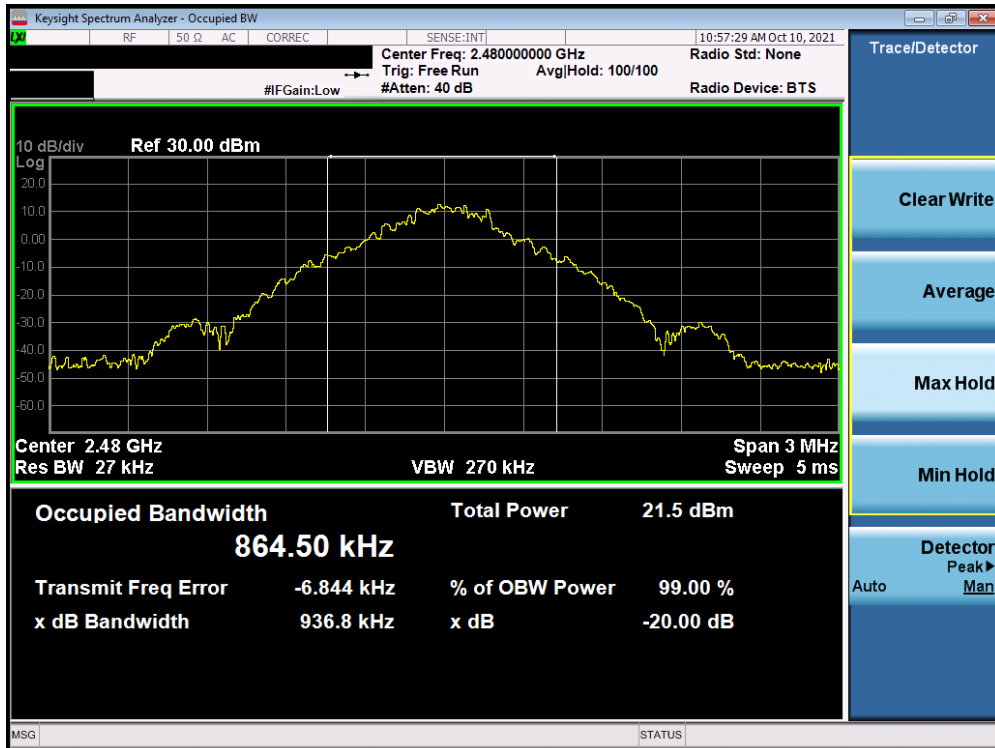 Keysight Spectrum Analyzer - Occupied BW
LXI RF 50 Ω AC CORREC SENSE:INT 10:57:29 AM Oct 10, 2021
Center Freq: 2.480000000 GHz Radio Std: None
Trig: Free Run Avg|Hold: 100/100
#IFGain:Low #Atten: 40 dB Radio Device: BTS
Trace/Detector
10 dB/div Ref 30.00 dBm
Log
20.0
10.0
0.00
-10.0
-20.0
-30.0
-40.0
-50.0
-60.0
Center 2.48 GHz Span 3 MHz
Res BW 27 kHz VBW 270 kHz Sweep 5 ms
Occupied Bandwidth Total Power 21.5 dBm
864.50 kHz
Transmit Freq Error -6.844 kHz % of OBW Power 99.00 %
x dB Bandwidth 936.8 kHz x dB -20.00 dB
Clear Write
Average
Max Hold
Min Hold
Detector
Peak▶
Auto Man
MSG STATUS